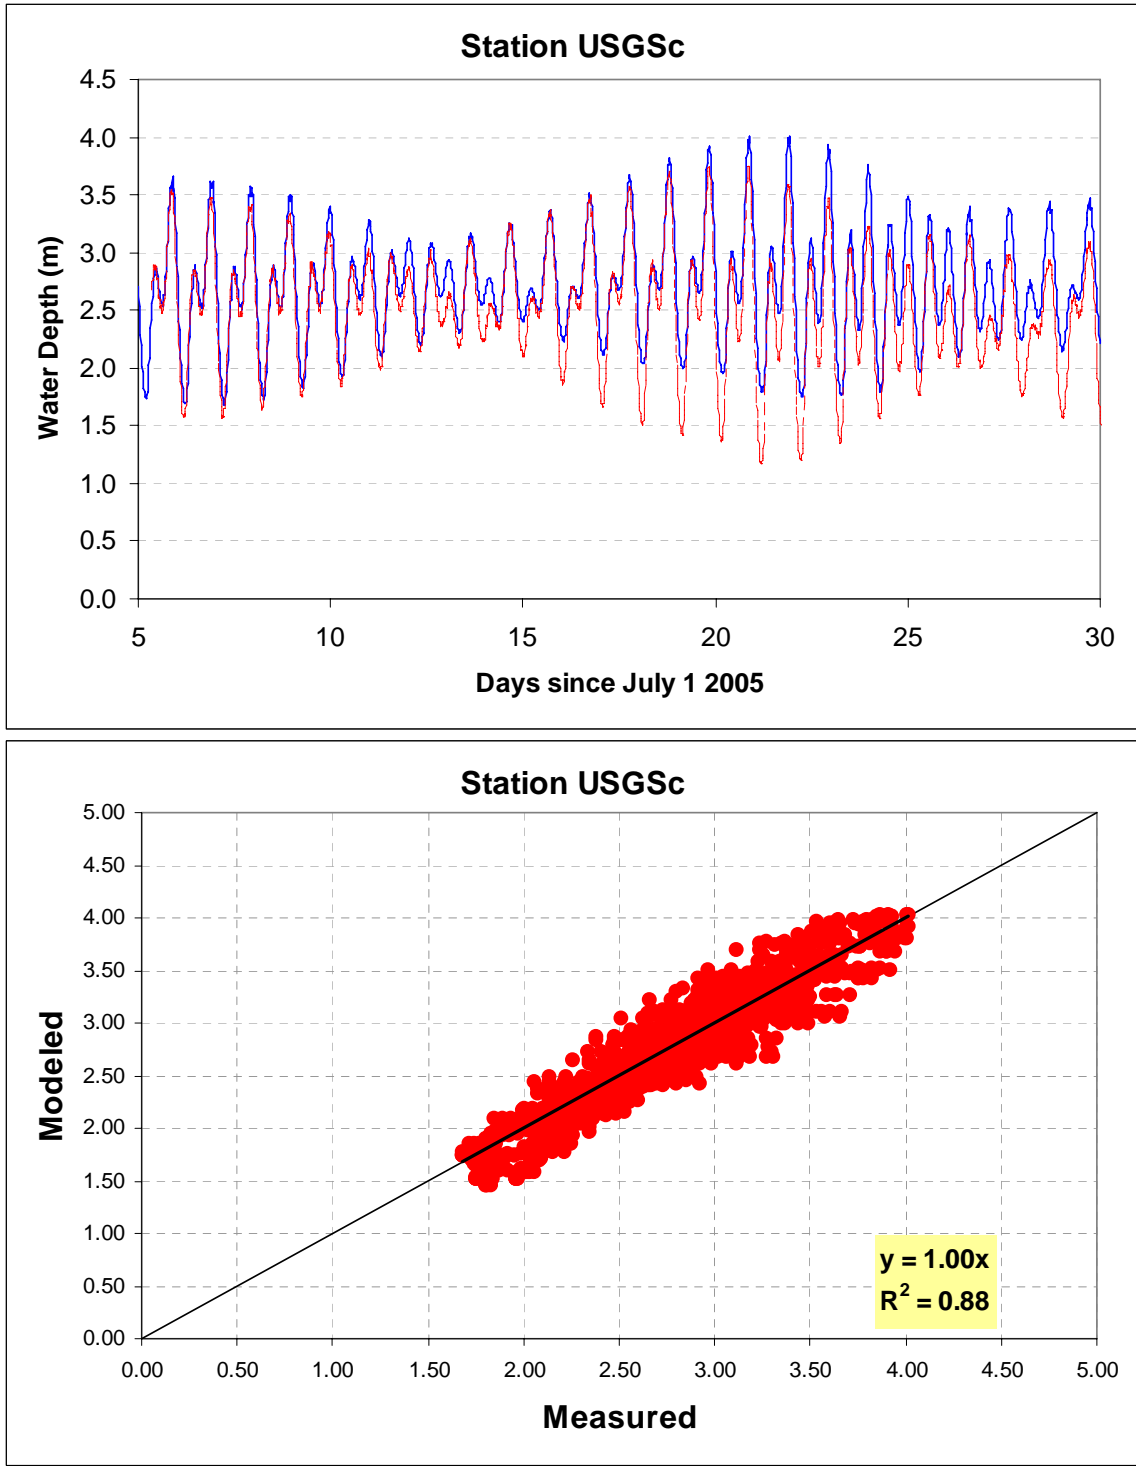 Station USGSc
4.5
4.0
3.5
3.0
2.5
2.0
1.5
1.0
0.5
0.0
Water Depth (m)
5 10 15 20 25 30
Days since July 1 2005
Station USGSc
5.00
4.50
4.00
3.50
3.00
2.50
2.00
1.50
1.00
0.50
0.00
Modeled
y = 1.00x
R² = 0.88
0.00 0.50 1.00 1.50 2.00 2.50 3.00 3.50 4.00 4.50 5.00
Measured